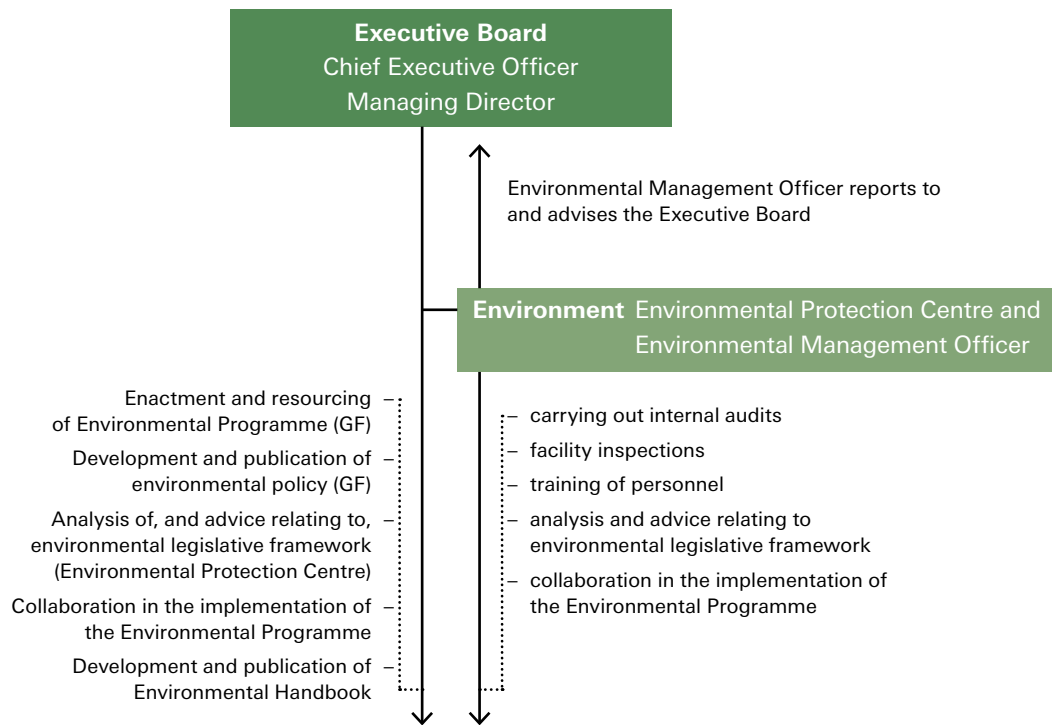 Executive Board
Chief Executive Officer
Managing Director
Environmental Management Officer reports to
and advises the Executive Board
Environment Environmental Protection Centre and
Environmental Management Officer
Enactment and resourcing –
of Environmental Programme (GF)
Development and publication of –
environmental policy (GF)
Analysis of, and advice relating to, –
environmental legislative framework
(Environmental Protection Centre)
Collaboration in the implementation of –
the Environmental Programme
Development and publication of –
Environmental Handbook
– carrying out internal audits
– facility inspections
– training of personnel
– analysis and advice relating to
environmental legislative framework
– collaboration in the implementation of
the Environmental Programme